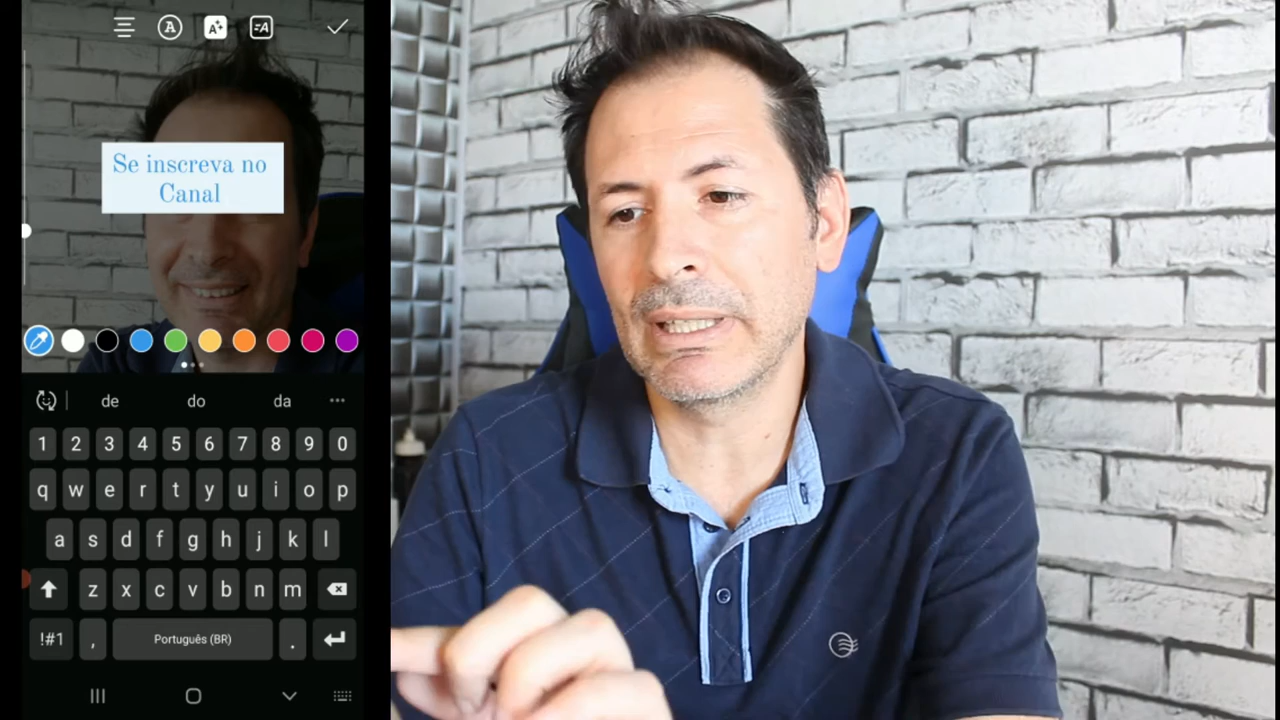 A
A+
=A
Se inscreva no
Canal
de do da ...
1 2 3 4 5 6 7 8 9 0
q w e r t y u i o p
a s d f g h j k l
z x c v b n m
!#1 , Português (BR) .